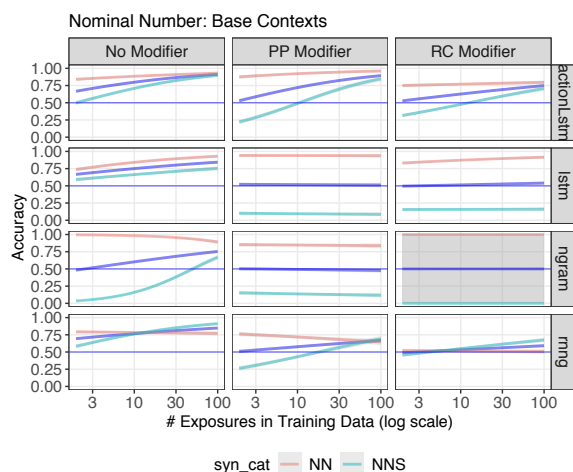 Nominal Number: Base Contexts
No Modifier PP Modifier RC Modifier
1.00
0.75
0.50
0.25
0.00
actionLstm
1.00
0.75
0.50
0.25
0.00
lstm
1.00
0.75
0.50
0.25
0.00
ngram
1.00
0.75
0.50
0.25
0.00
rnng
Accuracy
3 10 30 100 3 10 30 100 3 10 30 100
# Exposures in Training Data (log scale)
syn_cat NN NNS